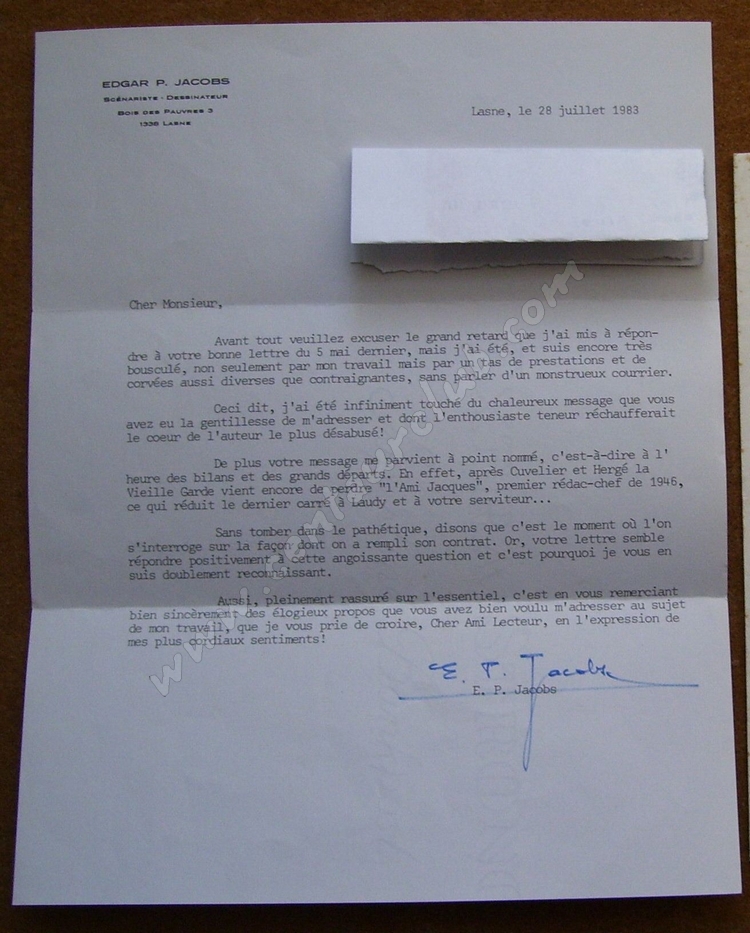 EDGAR P. JACOBS
SCÉNARISTE - DESSINATEUR
BOIS DES PAUVRES 3
1338 LASNE
Lasne, le 28 juillet 1983
Cher Monsieur,
Avant tout veuillez excuser le grand retard que j'ai mis à répon-
dre à votre bonne lettre du 5 mai dernier, mais j'ai été, et suis encore très
bousculé, non seulement par mon travail mais par un tas de prestations et de
corvées aussi diverses que contraignantes, sans parler d'un monstrueux courrier.
Ceci dit, j'ai été infiniment touché du chaleureux message que vous
avez eu la gentillesse de m'adresser et dont l'enthousiaste teneur réchaufferait
le coeur de l'auteur le plus désabusé!
De plus votre message me parvient à point nommé, c'est-à-dire à l'
heure des bilans et des grands départs. En effet, après Cuvelier et Hergé la
Vieille Garde vient encore de perdre "l'Ami Jacques", premier rédac-chef de 1946,
ce qui réduit le dernier carré à Laudy et à votre serviteur...
Sans tomber dans le pathétique, disons que c'est le moment où l'on
s'interroge sur la façon dont on a rempli son contrat. Or, votre lettre semble
répondre positivement à cette angoissante question et c'est pourquoi je vous en
suis doublement reconnaissant.
Aussi, pleinement rassuré sur l'essentiel, c'est en vous remerciant
bien sincèrement des élogieux propos que vous avez bien voulu m'adresser au sujet
de mon travail, que je vous prie de croire, Cher Ami Lecteur, en l'expression de
mes plus cordiaux sentiments!
E. P. Jacobs
E. P. Jacobs